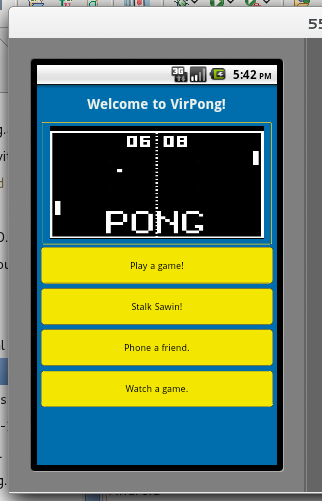 55
3G
5:42 PM
Welcome to VirPong!
06 08
PONG
Play a game!
Stalk Sawin!
Phone a friend.
Watch a game.